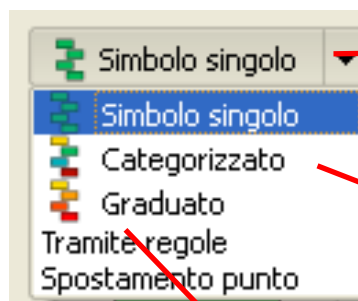 Simbolo singolo
Simbolo singolo
Categorizzato
Graduato
Tramite regole
Spostamento punto